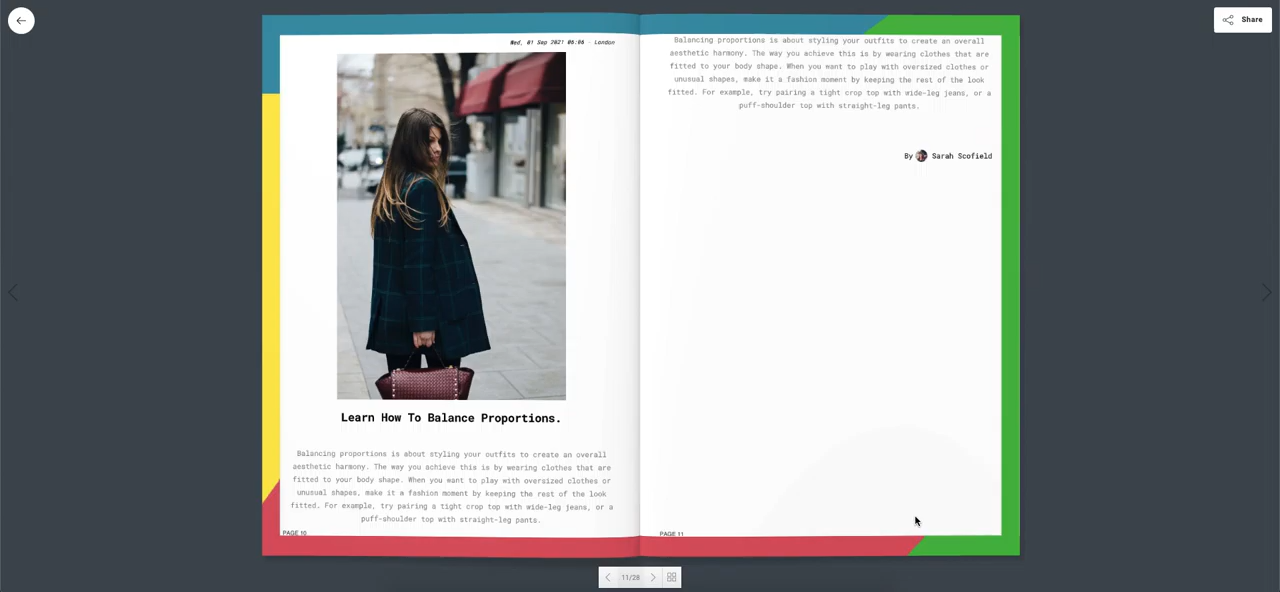 Share
Wed, 01 Sep 2021 06:06 - London
Learn How To Balance Proportions.
Balancing proportions is about styling your outfits to create an overall
aesthetic harmony. The way you achieve this is by wearing clothes that are
fitted to your body shape. When you want to play with oversized clothes or
unusual shapes, make it a fashion moment by keeping the rest of the look
fitted. For example, try pairing a tight crop top with wide-leg jeans, or a
puff-shoulder top with straight-leg pants.
PAGE 10
Balancing proportions is about styling your outfits to create an overall
aesthetic harmony. The way you achieve this is by wearing clothes that are
fitted to your body shape. When you want to play with oversized clothes or
unusual shapes, make it a fashion moment by keeping the rest of the look
fitted. For example, try pairing a tight crop top with wide-leg jeans, or a
puff-shoulder top with straight-leg pants.
By Sarah Scofield
PAGE 11
11/28